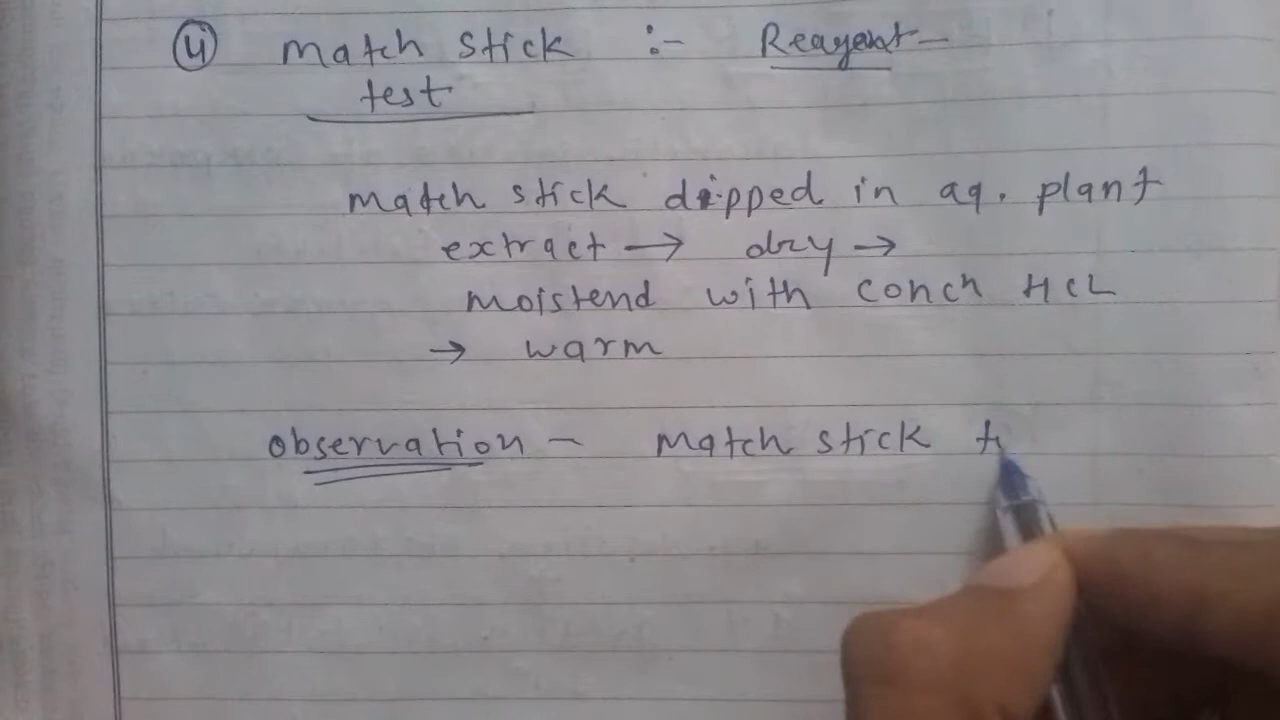 ④ Match stick :- Reagent -
test
Match stick dipped in aq. plant
extract → dry →
moistend with conch HCL
→ warm
Observation - Match stick